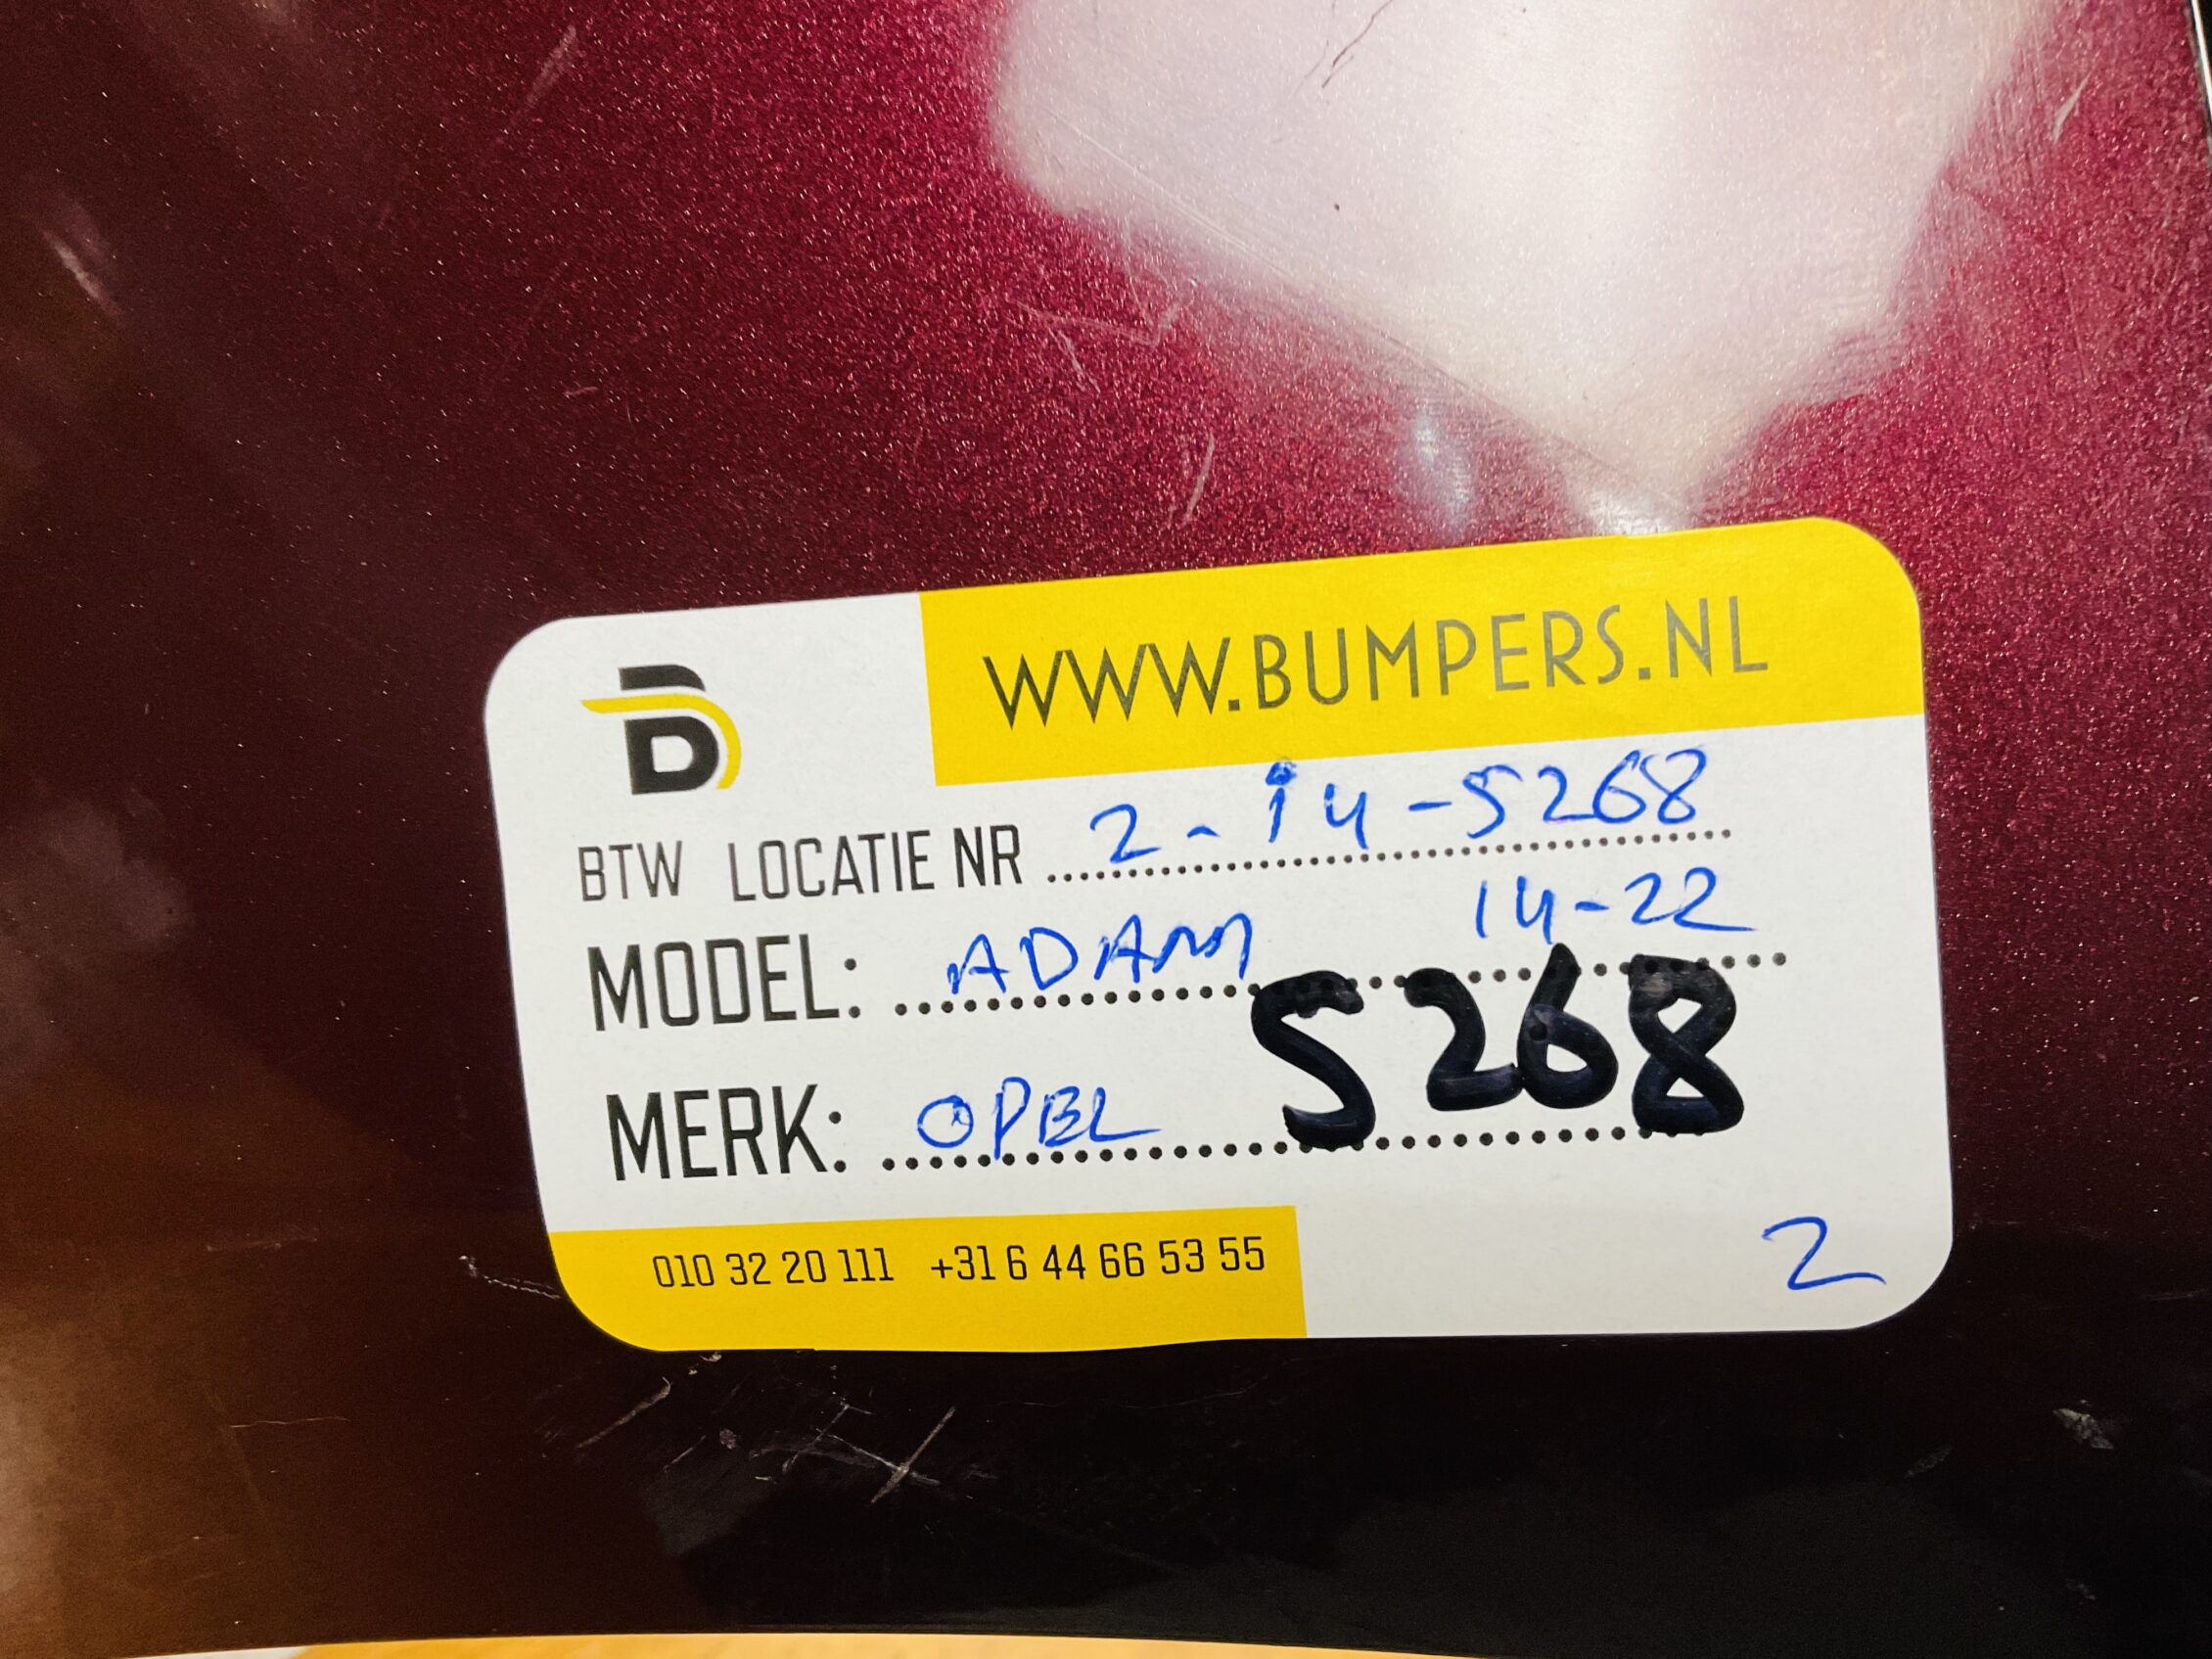 B
WWW.BUMPERS.NL
BTW LOCATIE NR 2-14-5268
MODEL: ADAM 14-22
5268
MERK: OPEL
2
010 32 20 111 +31 6 44 66 53 55